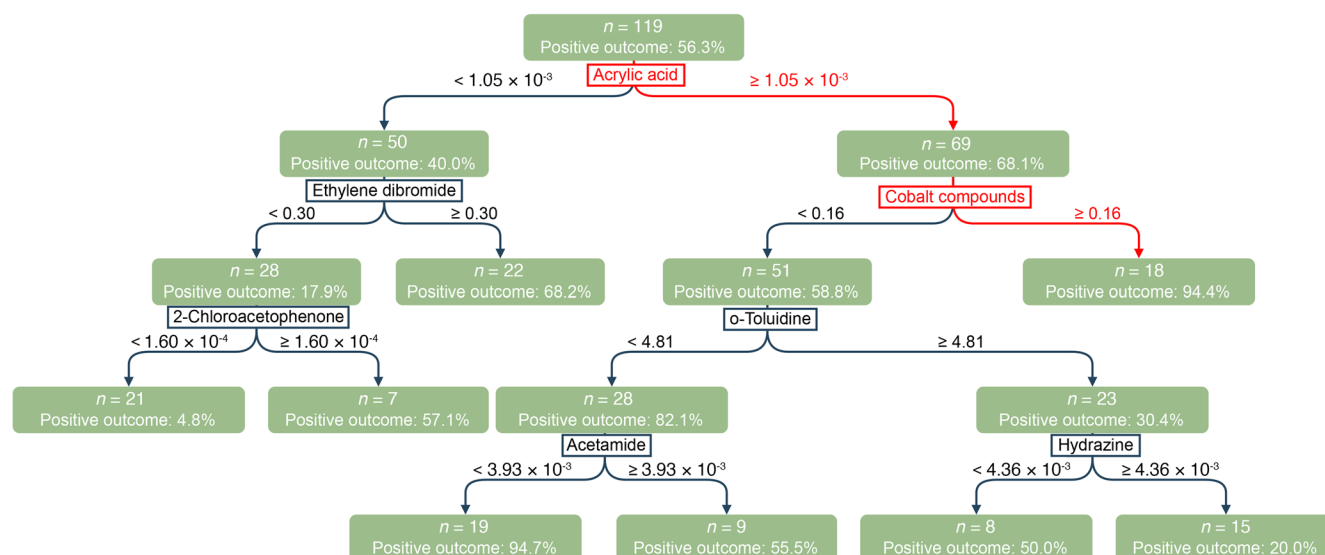 n = 119
Positive outcome: 56.3%
Acrylic acid
< 1.05 × 10⁻³
≥ 1.05 × 10⁻³
n = 50
Positive outcome: 40.0%
n = 69
Positive outcome: 68.1%
Ethylene dibromide
Cobalt compounds
< 0.30
≥ 0.30
< 0.16
≥ 0.16
n = 28
Positive outcome: 17.9%
n = 22
Positive outcome: 68.2%
n = 51
Positive outcome: 58.8%
n = 18
Positive outcome: 94.4%
2-Chloroacetophenone
o-Toluidine
< 1.60 × 10⁻⁴
≥ 1.60 × 10⁻⁴
< 4.81
≥ 4.81
n = 21
Positive outcome: 4.8%
n = 7
Positive outcome: 57.1%
n = 28
Positive outcome: 82.1%
n = 23
Positive outcome: 30.4%
Acetamide
Hydrazine
< 3.93 × 10⁻³
≥ 3.93 × 10⁻³
< 4.36 × 10⁻³
≥ 4.36 × 10⁻³
n = 19
Positive outcome: 94.7%
n = 9
Positive outcome: 55.5%
n = 8
Positive outcome: 50.0%
n = 15
Positive outcome: 20.0%